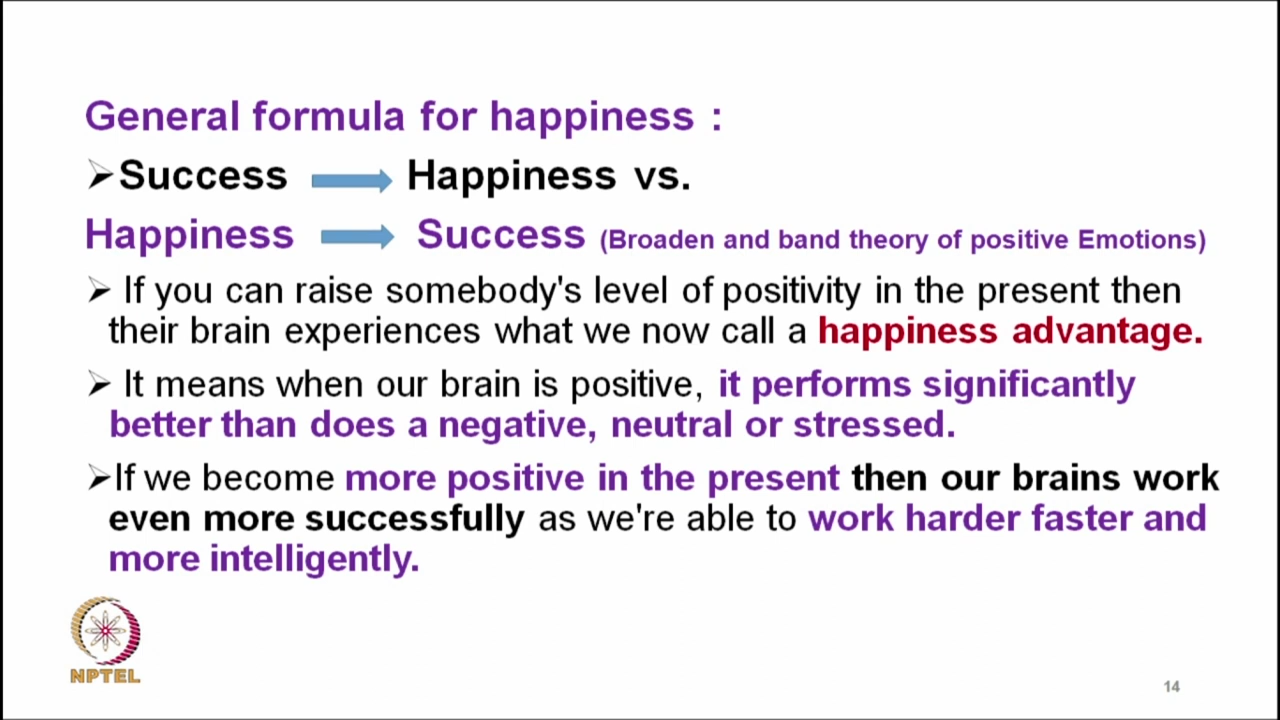 General formula for happiness :
➢Success ➡ Happiness vs.
Happiness ➡ Success (Broaden and band theory of positive Emotions)
➢ If you can raise somebody's level of positivity in the present then
their brain experiences what we now call a happiness advantage.
➢ It means when our brain is positive, it performs significantly
better than does a negative, neutral or stressed.
➢If we become more positive in the present then our brains work
even more successfully as we're able to work harder faster and
more intelligently.
NPTEL
14